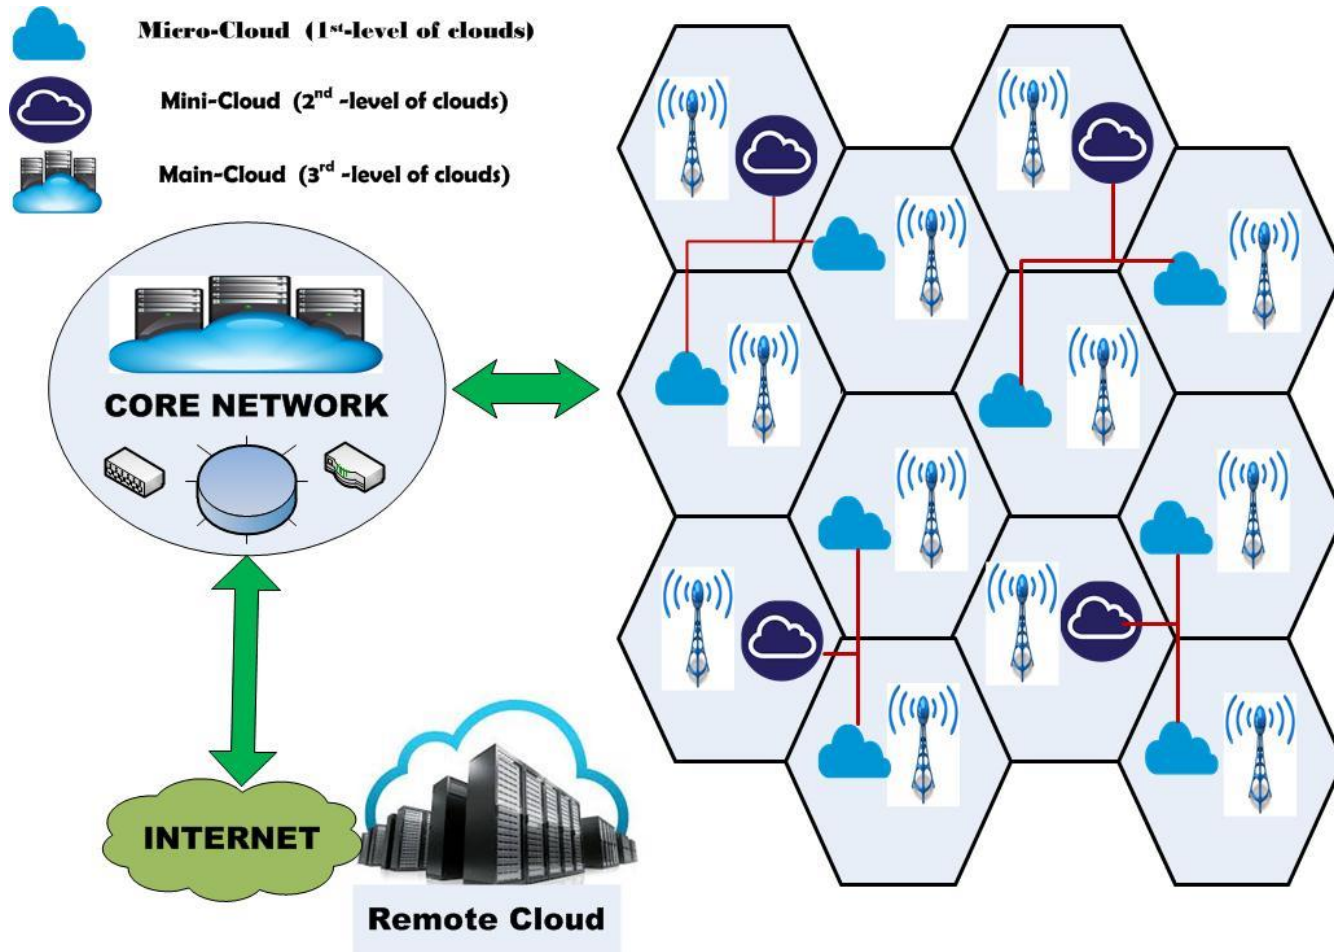 Micro-Cloud (1st-level of clouds)
Mini-Cloud (2nd -level of clouds)
Main-Cloud (3rd -level of clouds)
CORE NETWORK
INTERNET
Remote Cloud